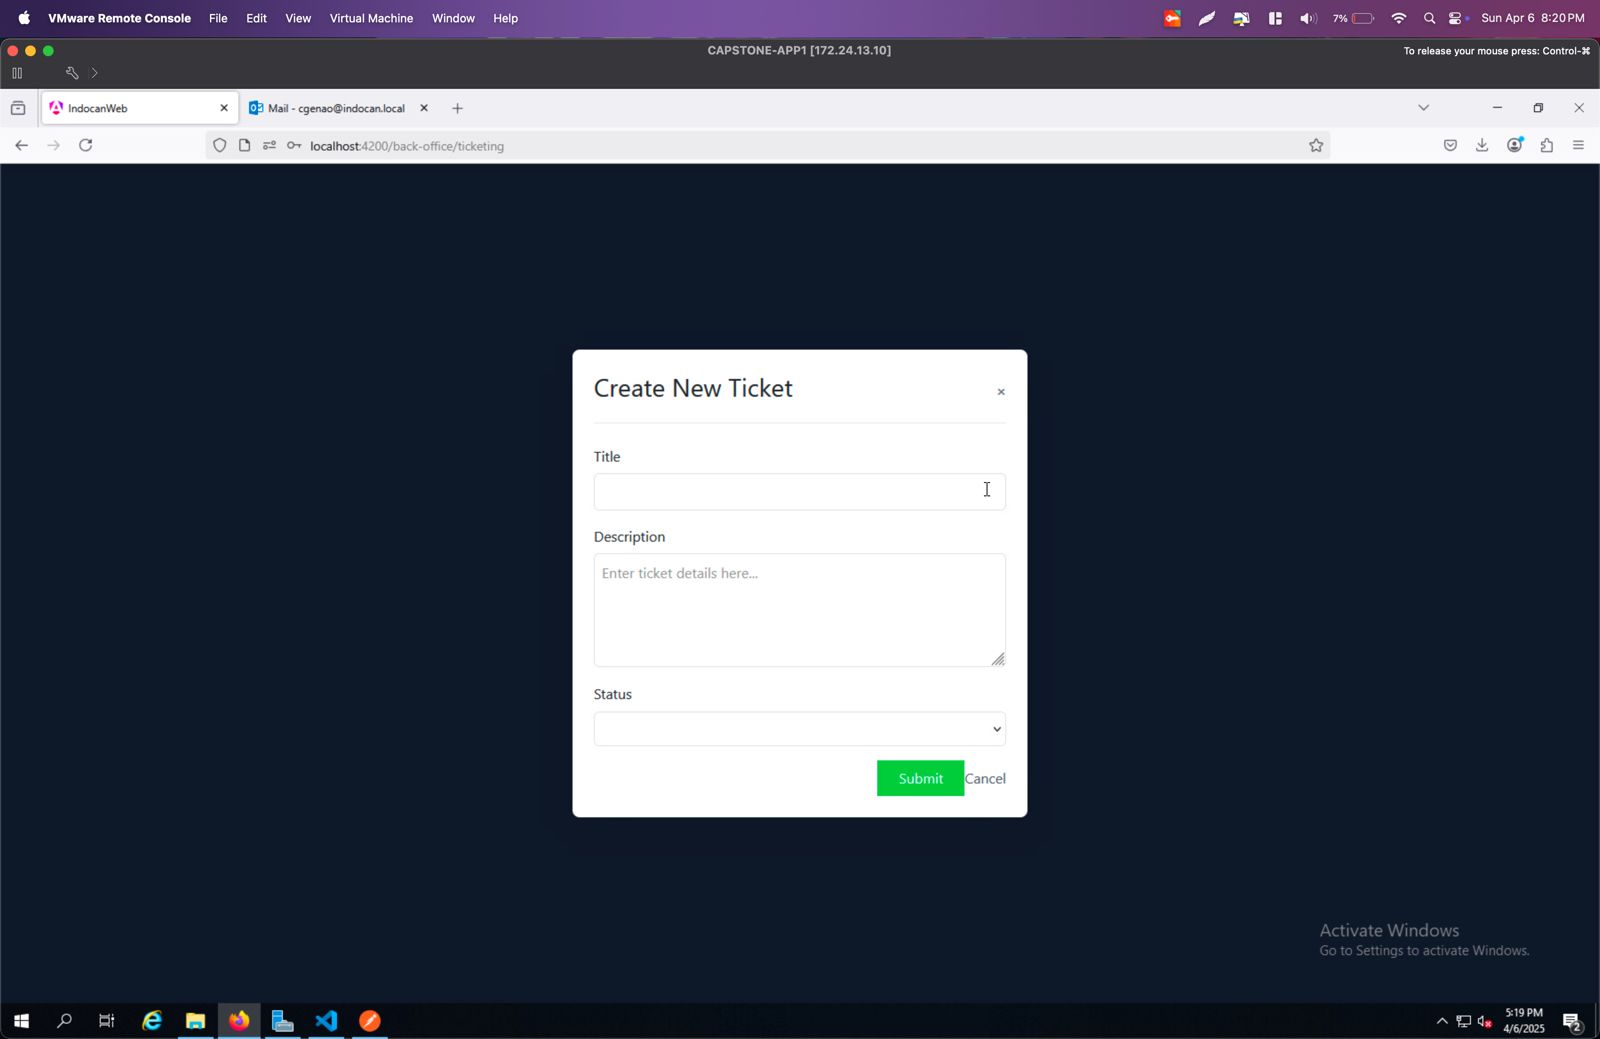 VMware Remote Console File Edit View Virtual Machine Window Help 7% Sun Apr 6 8:20 PM
CAPSTONE-APP1 [172.24.13.10] To release your mouse press: Control-⌘
IndocanWeb Mail - cgenao@indocan.local
localhost:4200/back-office/ticketing
Create New Ticket
Title
Description
Enter ticket details here...
Status
Submit Cancel
Activate Windows
Go to Settings to activate Windows.
5:19 PM
4/6/2025 2